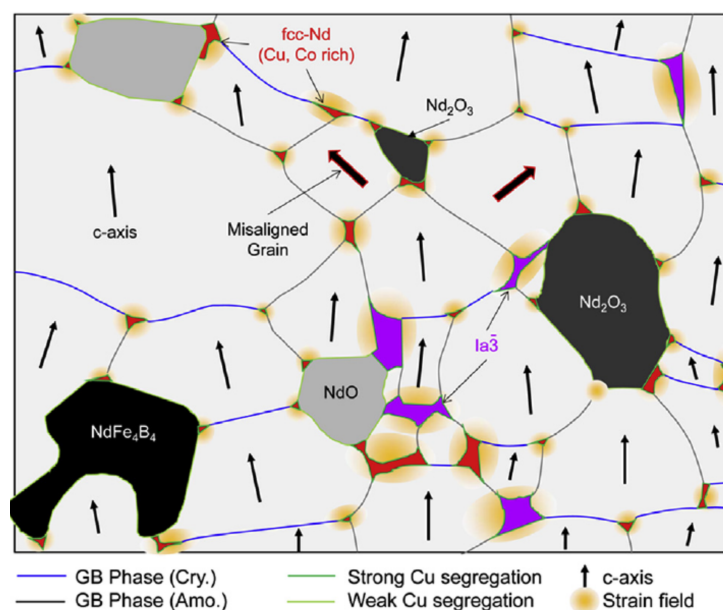 fcc-Nd
(Cu, Co rich)
Nd₂O₃
Misaligned
Grain
c-axis
Nd₂O₃
Ia3̄
NdO
NdFe₄B₄
GB Phase (Cry.)
Strong Cu segregation
c-axis
GB Phase (Amo.)
Weak Cu segregation
Strain field